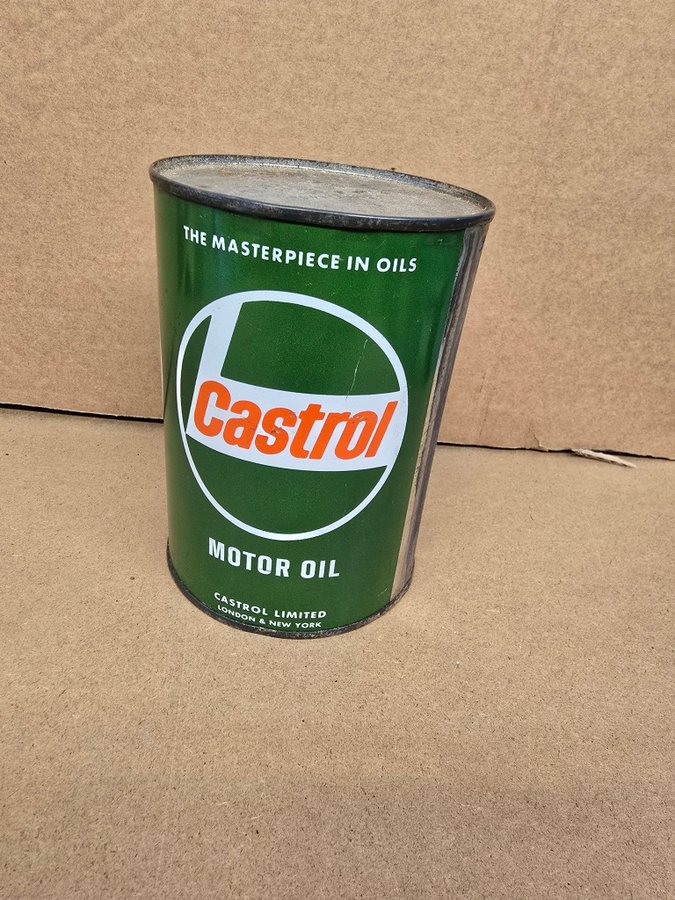 THE MASTERPIECE IN OILS
Castrol
MOTOR OIL
CASTROL LIMITED
LONDON & NEW YORK